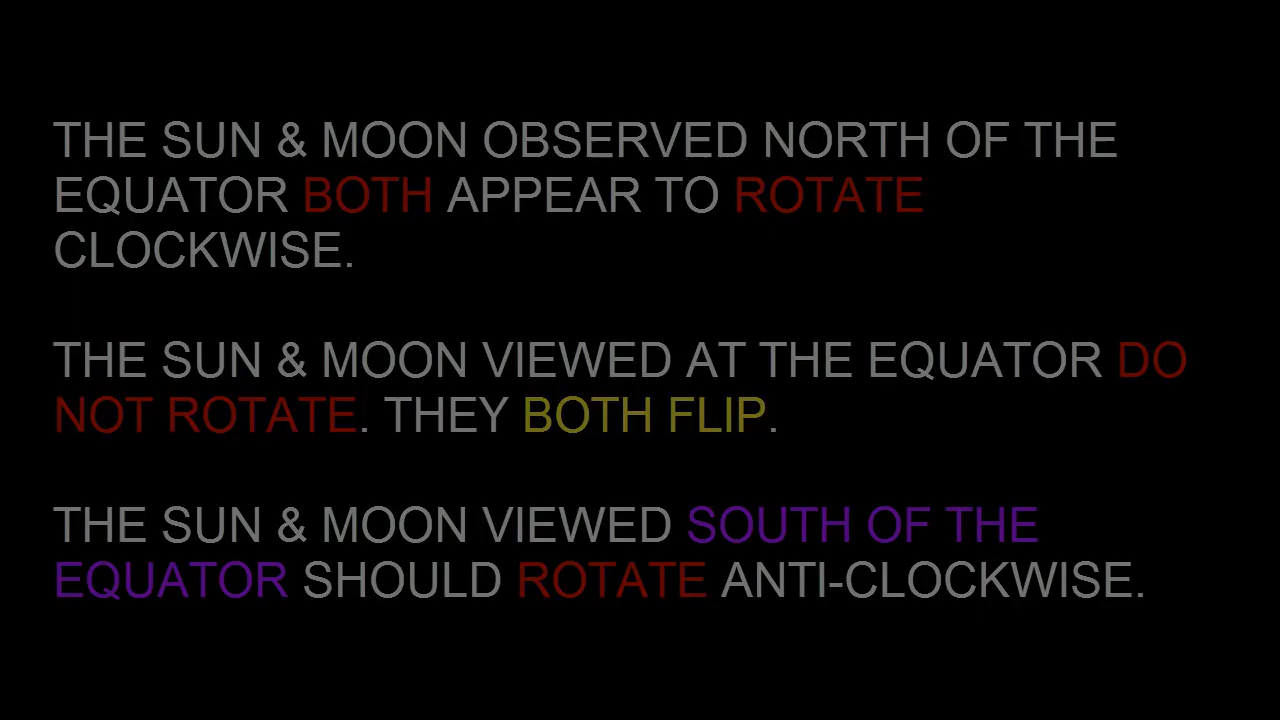 THE SUN & MOON OBSERVED NORTH OF THE
EQUATOR BOTH APPEAR TO ROTATE
CLOCKWISE.
THE SUN & MOON VIEWED AT THE EQUATOR DO
NOT ROTATE. THEY BOTH FLIP.
THE SUN & MOON VIEWED SOUTH OF THE
EQUATOR SHOULD ROTATE ANTI-CLOCKWISE.